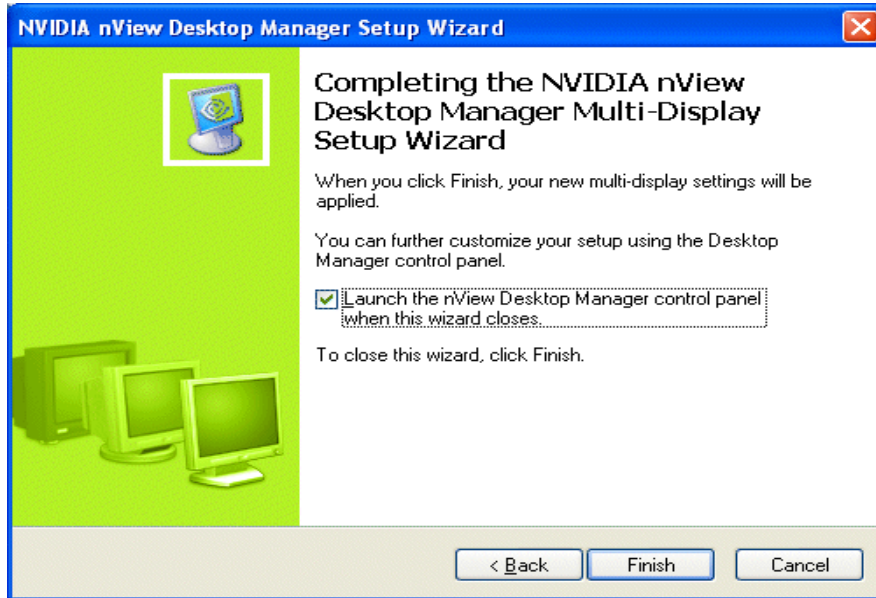 NVIDIA nView Desktop Manager Setup Wizard
Completing the NVIDIA nView
Desktop Manager Multi-Display
Setup Wizard
When you click Finish, your new multi-display settings will be
applied.
You can further customize your setup using the Desktop
Manager control panel.
Launch the nView Desktop Manager control panel
when this wizard closes.
To close this wizard, click Finish.
< Back Finish Cancel